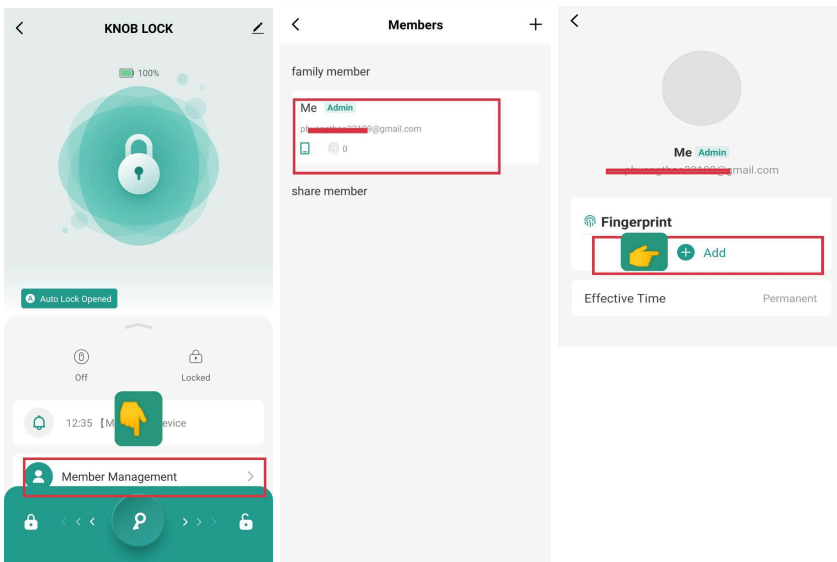 KNOB LOCK
100%
A Auto Lock Opened
Off
Locked
12:35 【M evice
Member Management
Members
family member
Me Admin
9@gmail.com
0
share member
Me Admin
gmail.com
Fingerprint
Add
Effective Time
Permanent